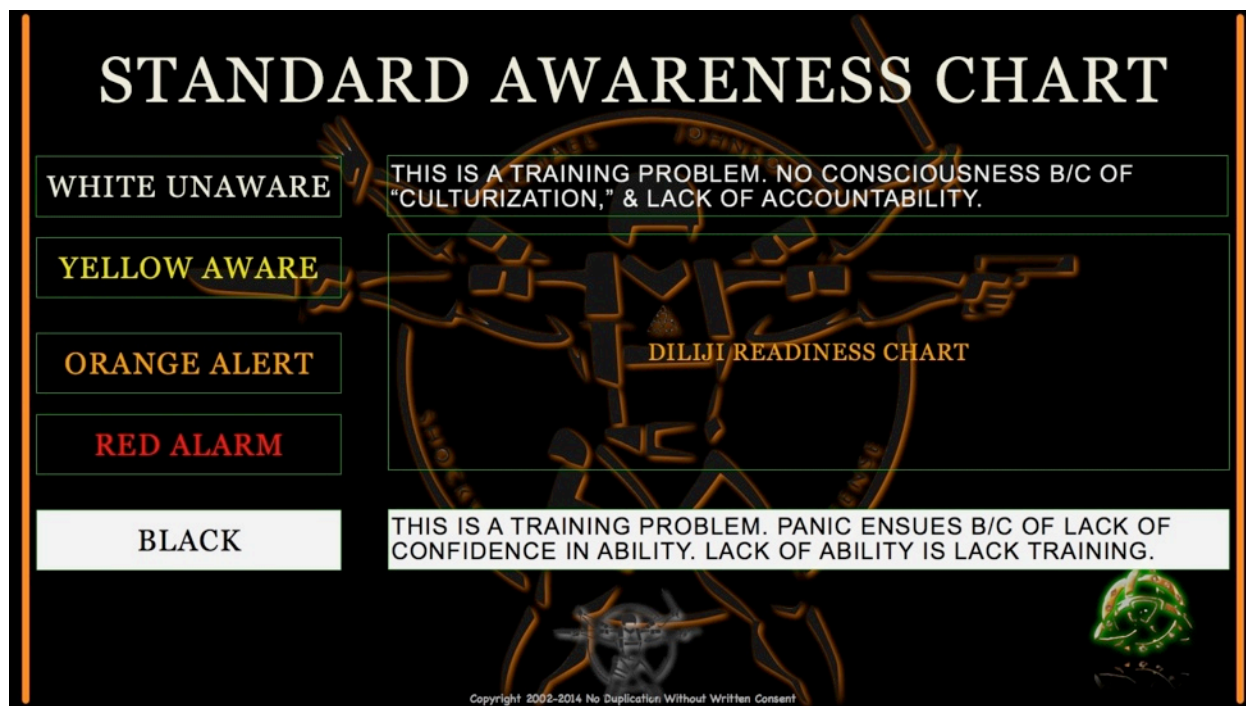 STANDARD AWARENESS CHART
WHITE UNAWARE
THIS IS A TRAINING PROBLEM. NO CONSCIOUSNESS B/C OF
“CULTURIZATION,” & LACK OF ACCOUNTABILITY.
YELLOW AWARE
ORANGE ALERT
RED ALARM
DILIJI READINESS CHART
BLACK
THIS IS A TRAINING PROBLEM. PANIC ENSUES B/C OF LACK OF
CONFIDENCE IN ABILITY. LACK OF ABILITY IS LACK TRAINING.
Copyright 2002-2014 No Duplication Without Written Consent